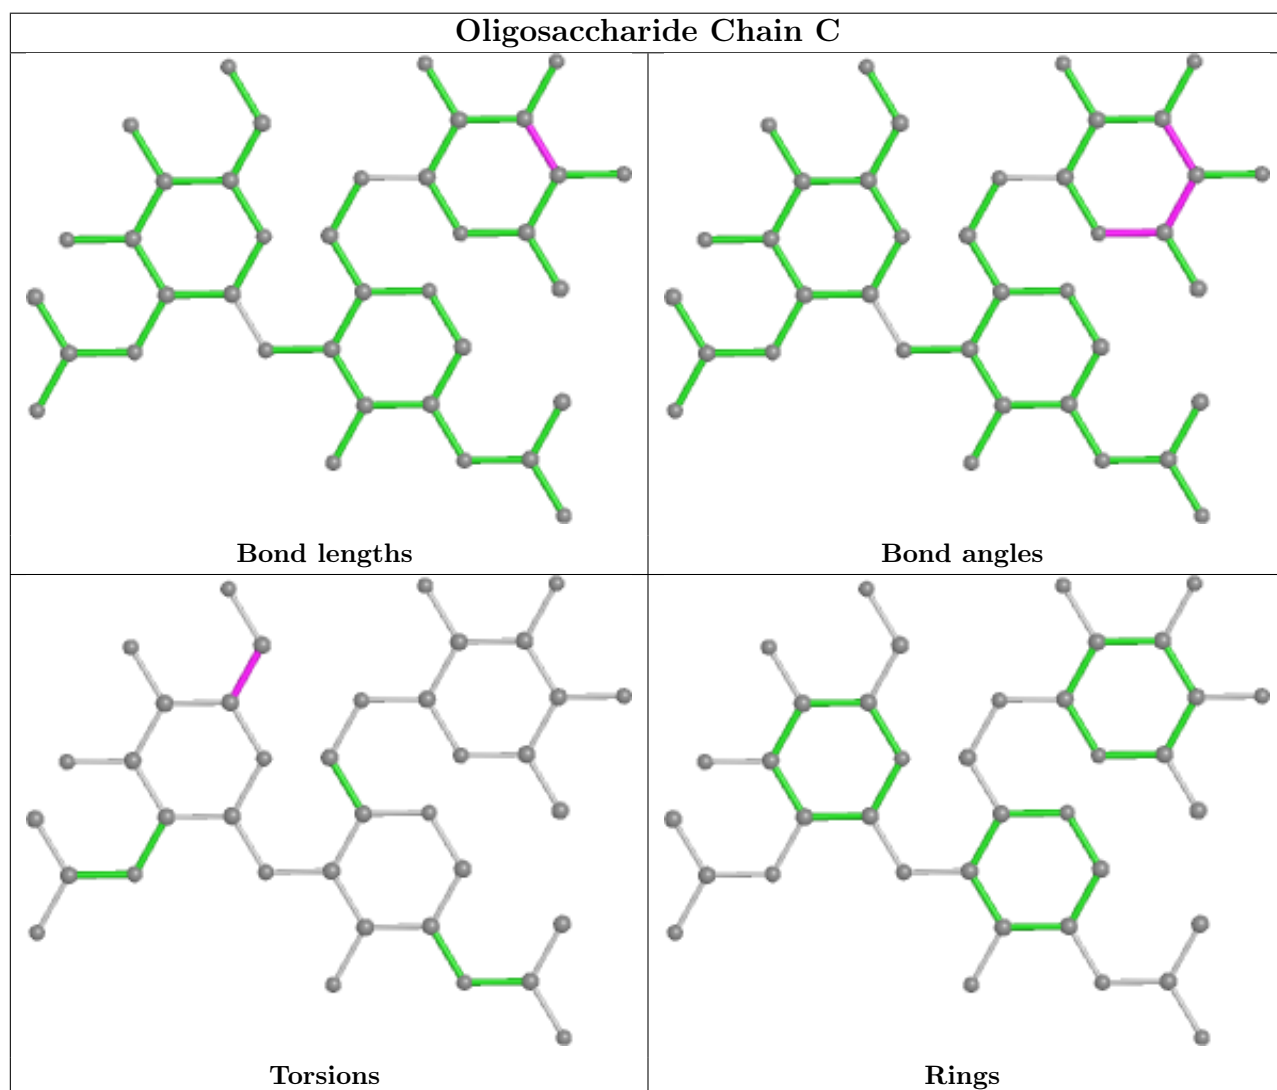 Oligosaccharide Chain C
Bond lengths
Bond angles
Torsions
Rings